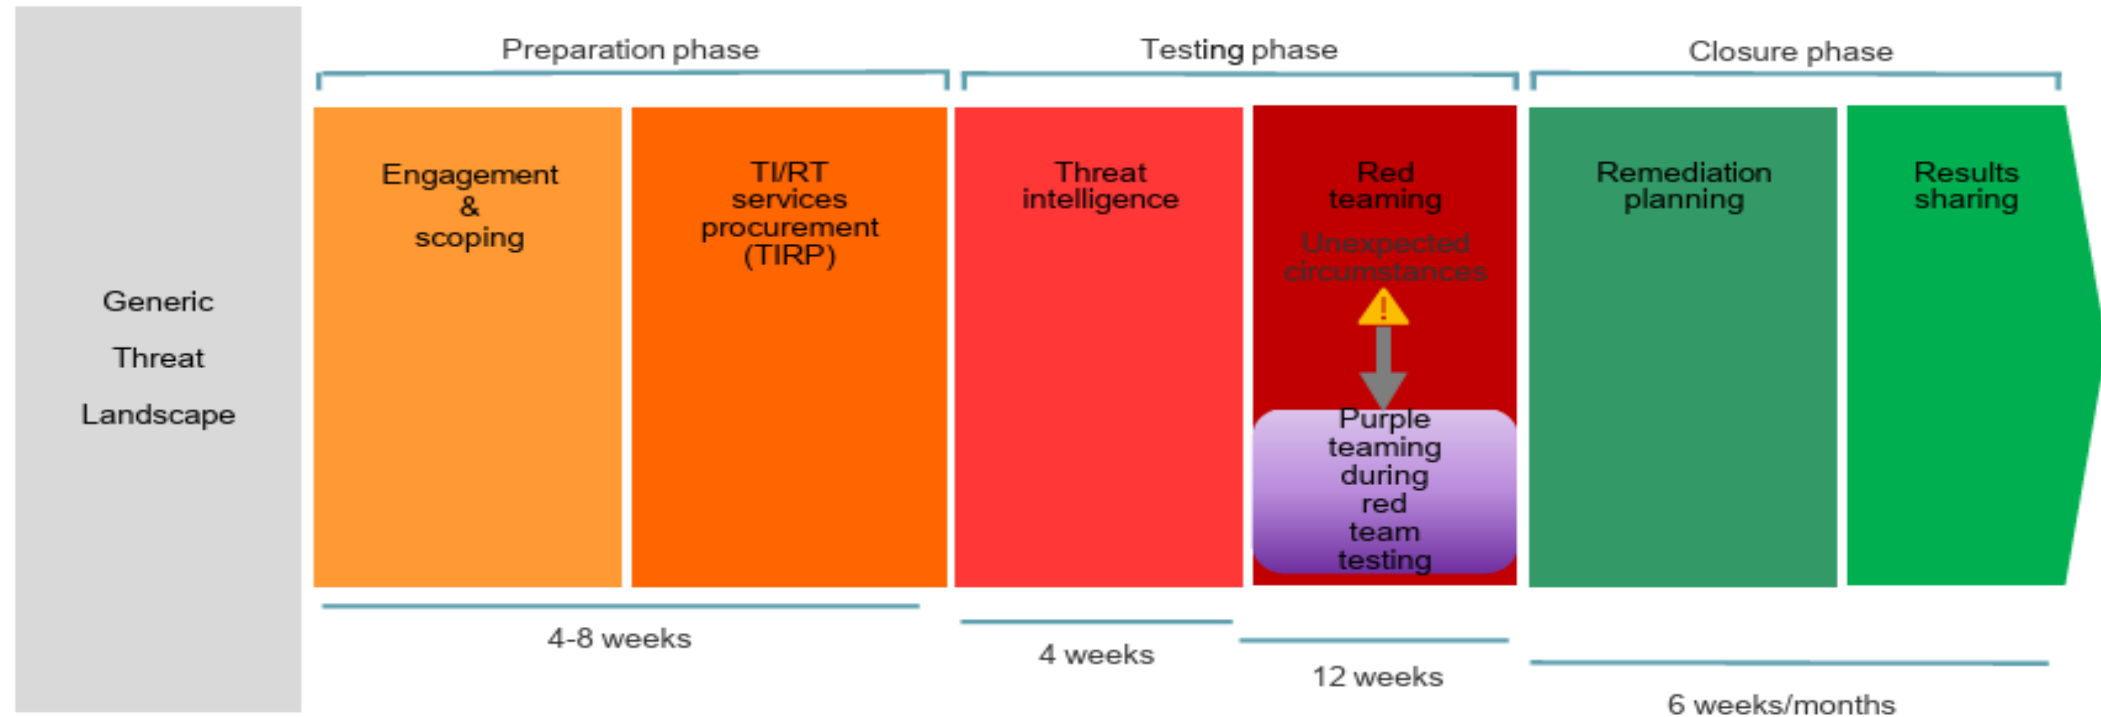 Generic
Threat
Landscape
Preparation phase
Engagement
&
scoping
TI/RT
services
procurement
(TIRP)
4-8 weeks
Testing phase
Threat
intelligence
4 weeks
Red
teaming
Unexpected
circumstances
!
Purple
teaming
during
red
team
testing
12 weeks
Closure phase
Remediation
planning
Results
sharing
6 weeks/months